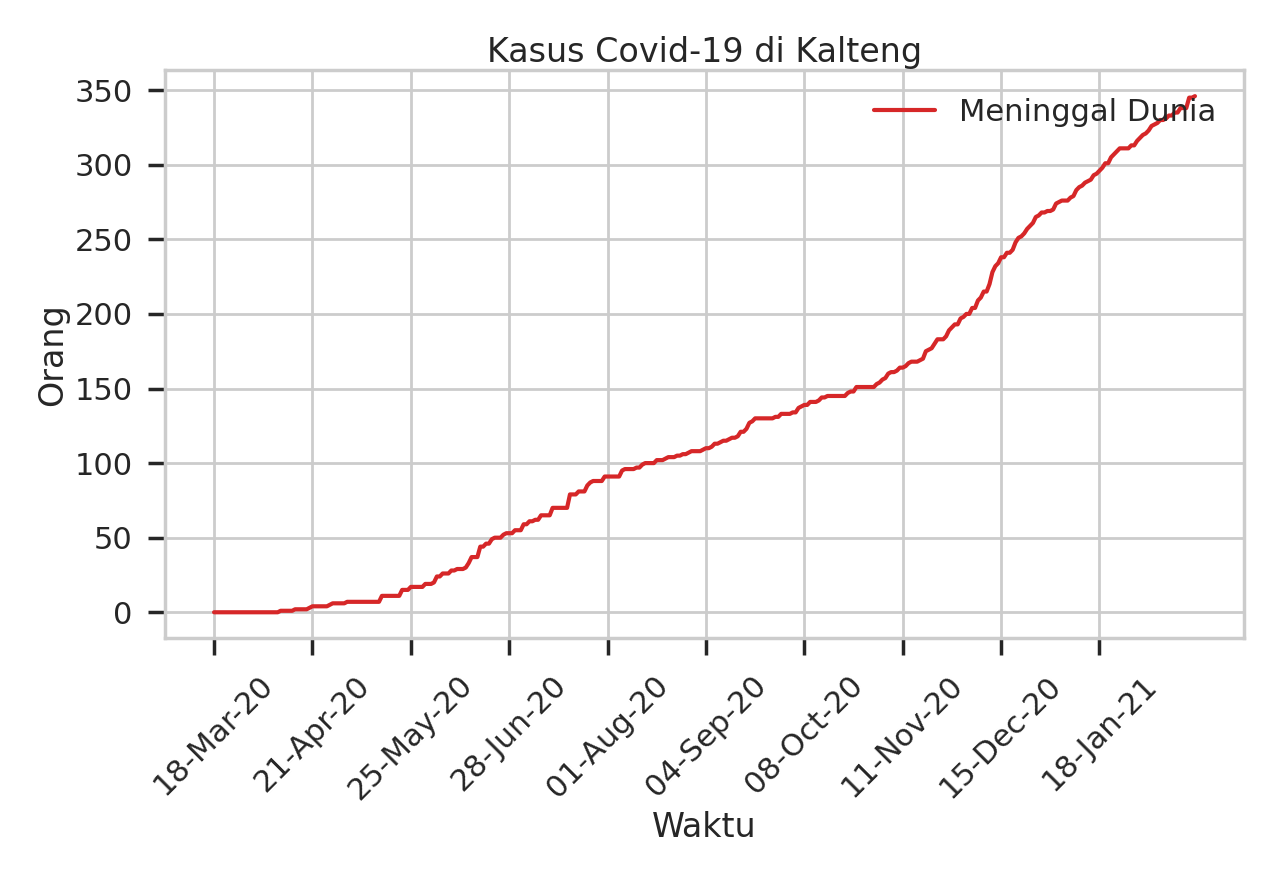 Kasus Covid-19 di Kalteng
Meninggal Dunia
Orang
350
300
250
200
150
100
50
0
18-Mar-20
21-Apr-20
25-May-20
28-Jun-20
01-Aug-20
04-Sep-20
08-Oct-20
11-Nov-20
15-Dec-20
18-Jan-21
Waktu